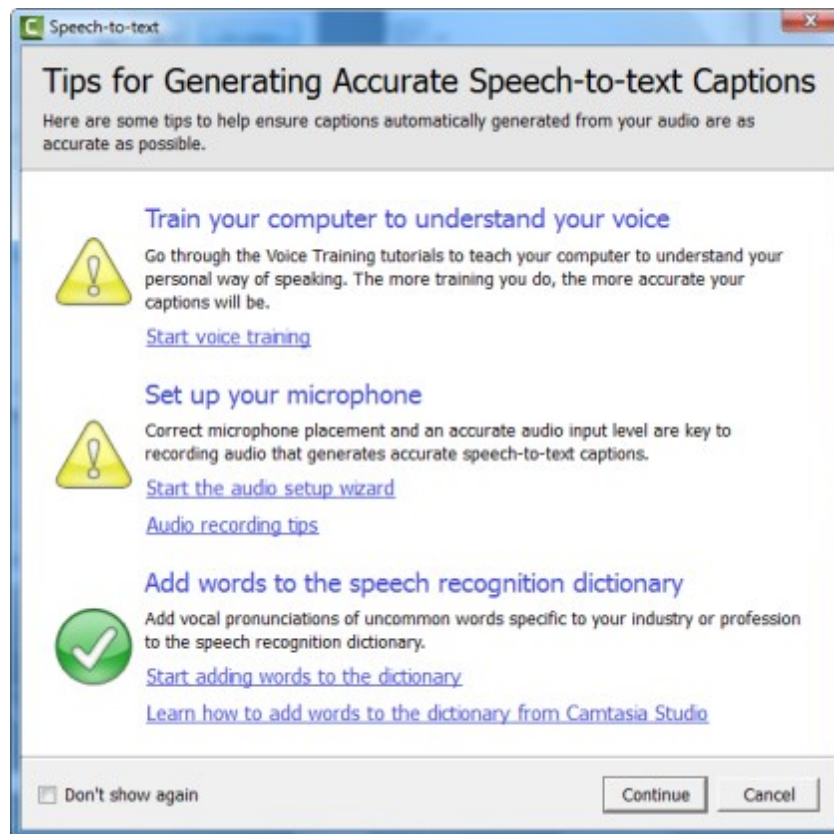 Speech-to-text
Tips for Generating Accurate Speech-to-text Captions
Here are some tips to help ensure captions automatically generated from your audio are as
accurate as possible.
Train your computer to understand your voice
Go through the Voice Training tutorials to teach your computer to understand your
personal way of speaking. The more training you do, the more accurate your
captions will be.
Start voice training
Set up your microphone
Correct microphone placement and an accurate audio input level are key to
recording audio that generates accurate speech-to-text captions.
Start the audio setup wizard
Audio recording tips
Add words to the speech recognition dictionary
Add vocal pronunciations of uncommon words specific to your industry or profession
to the speech recognition dictionary.
Start adding words to the dictionary
Learn how to add words to the dictionary from Camtasia Studio
Don't show again
Continue
Cancel